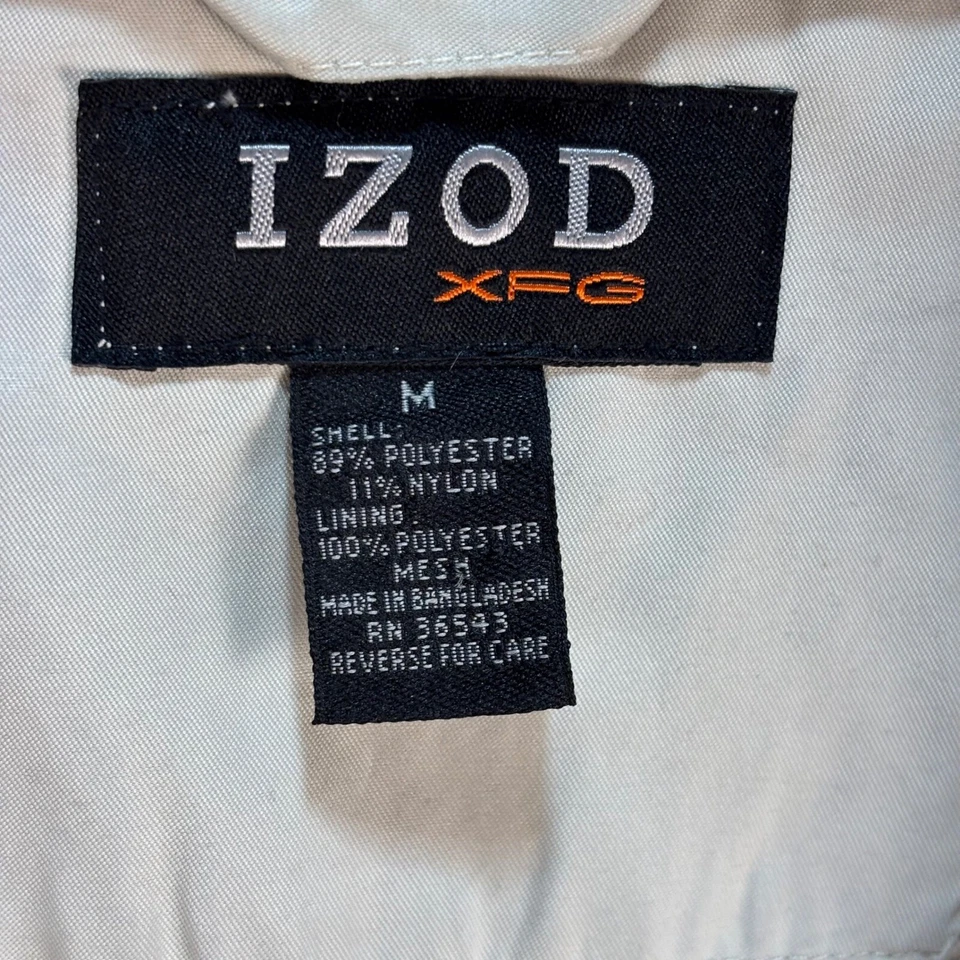 IZOD
XFG
M
SHELL:
89% POLYESTER
11% NYLON
LINING:
100% POLYESTER
MESH
MADE IN BANGLADESH
RN 36543
REVERSE FOR CARE